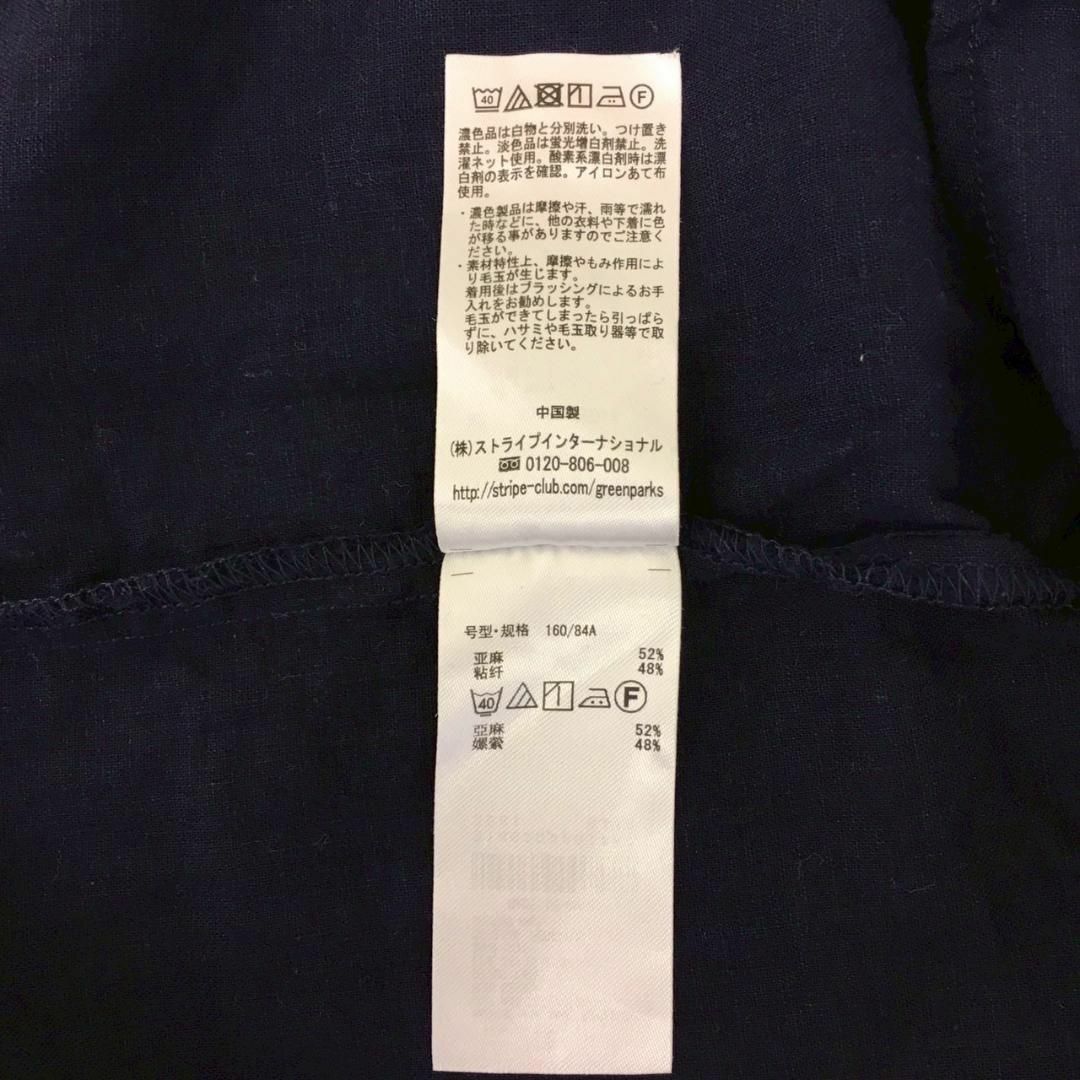 40 F
濃色品は白物と分別洗い。つけ置き
禁止。淡色品は蛍光増白剤禁止。洗
濯ネット使用。酸素系漂白剤時は漂
白剤の表示を確認。アイロンあて布
使用。
・濃色製品は摩擦や汗、雨等で濡れ
た時などに、他の衣料や下着に色
が移る事がありますのでご注意く
ださい。
・素材特性上、摩擦やもみ作用によ
り毛玉が生じます。
着用後はブラッシングによるお手
入れをお勧めします。
毛玉ができてしまったら引っぱら
ずに、ハサミや毛玉取り器等で取
り除いてください。
中国製
(株)ストライプインターナショナル
0120-806-008
http://stripe-club.com/greenparks
号型・规格 160/84A
亚麻 52%
粘纤 48%
40 F
亞麻 52%
嫘縈 48%